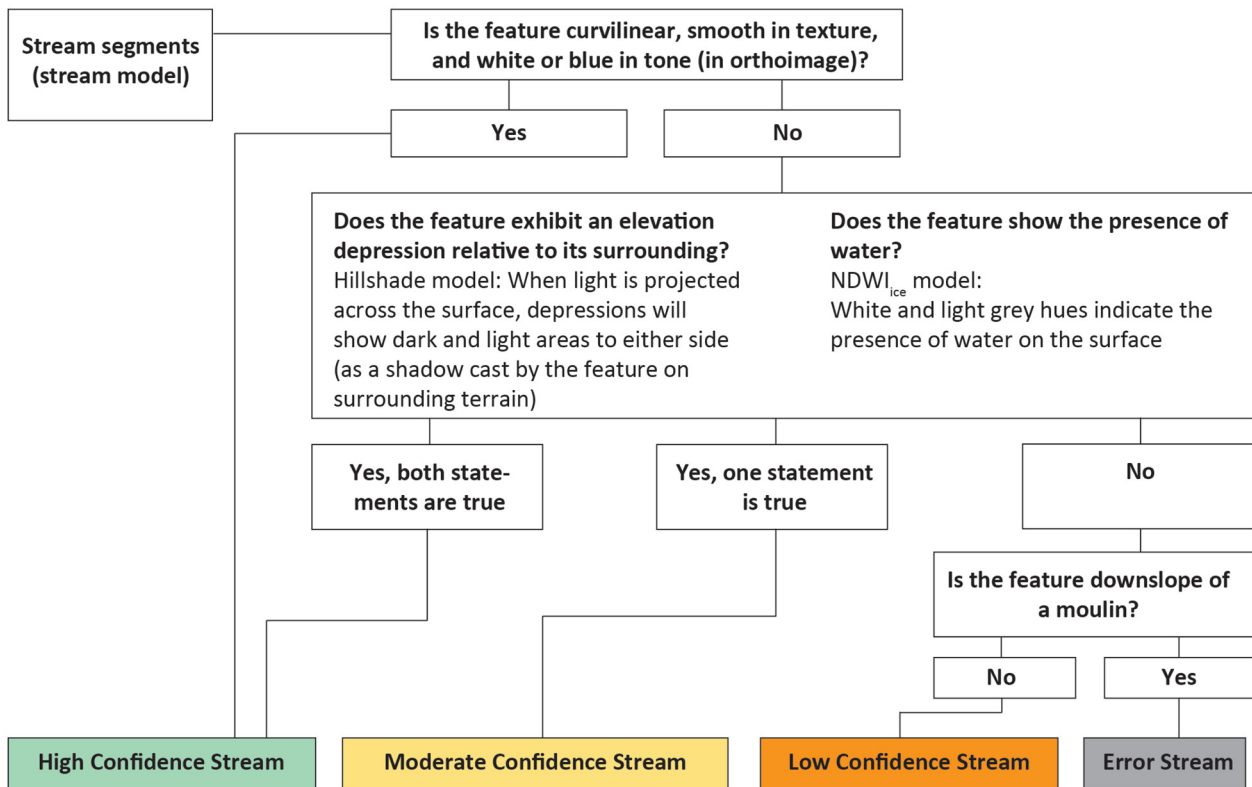 Stream segments
(stream model)
Is the feature curvilinear, smooth in texture,
and white or blue in tone (in orthoimage)?
Yes
No
Does the feature exhibit an elevation
depression relative to its surrounding?
Hillshade model: When light is projected
across the surface, depressions will
show dark and light areas to either side
(as a shadow cast by the feature on
surrounding terrain)
Does the feature show the presence of
water?
NDWIice model:
White and light grey hues indicate the
presence of water on the surface
Yes, both state-
ments are true
Yes, one statement
is true
No
Is the feature downslope of
a moulin?
No
Yes
High Confidence Stream
Moderate Confidence Stream
Low Confidence Stream
Error Stream